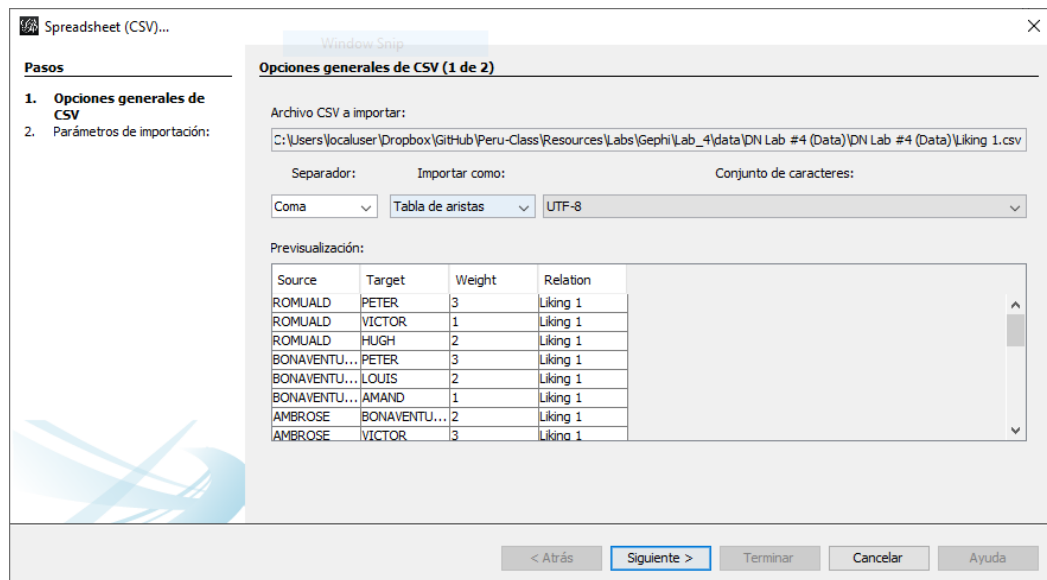 Spreadsheet (CSV)...
Window Snip
Pasos
1. Opciones generales de
CSV
2. Parámetros de importación:
Opciones generales de CSV (1 de 2)
Archivo CSV a importar:
C:\Users\localuser\Dropbox\GitHub\Peru-Class\Resources\Labs\Gephi\Lab_4\data\DN Lab #4 (Data)\DN Lab #4 (Data)\Liking 1.csv
Separador: Importar como: Conjunto de caracteres:
Coma Tabla de aristas UTF-8
Previsualización:
Source Target Weight Relation
ROMUALD PETER 3 Liking 1
ROMUALD VICTOR 1 Liking 1
ROMUALD HUGH 2 Liking 1
BONAVENTU... PETER 3 Liking 1
BONAVENTU... LOUIS 2 Liking 1
BONAVENTU... AMAND 1 Liking 1
AMBROSE BONAVENTU... 2 Liking 1
AMBROSE VICTOR 3 Liking 1
< Atrás Siguiente > Terminar Cancelar Ayuda